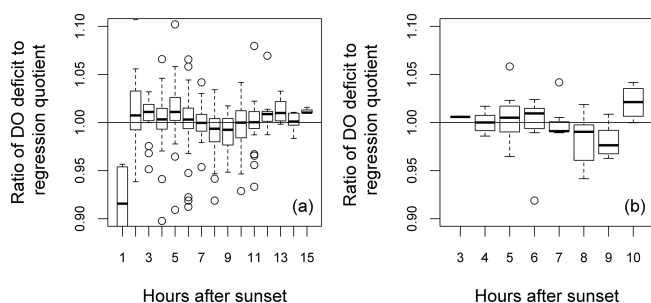 Ratio of DO deficit to
regression quotient
1.10
1.05
1.00
0.95
0.90
1 3 5 7 9 11 13 15
(a)
Hours after sunset
Ratio of DO deficit to
regression quotient
1.10
1.05
1.00
0.95
0.90
3 4 5 6 7 8 9 10
(b)
Hours after sunset